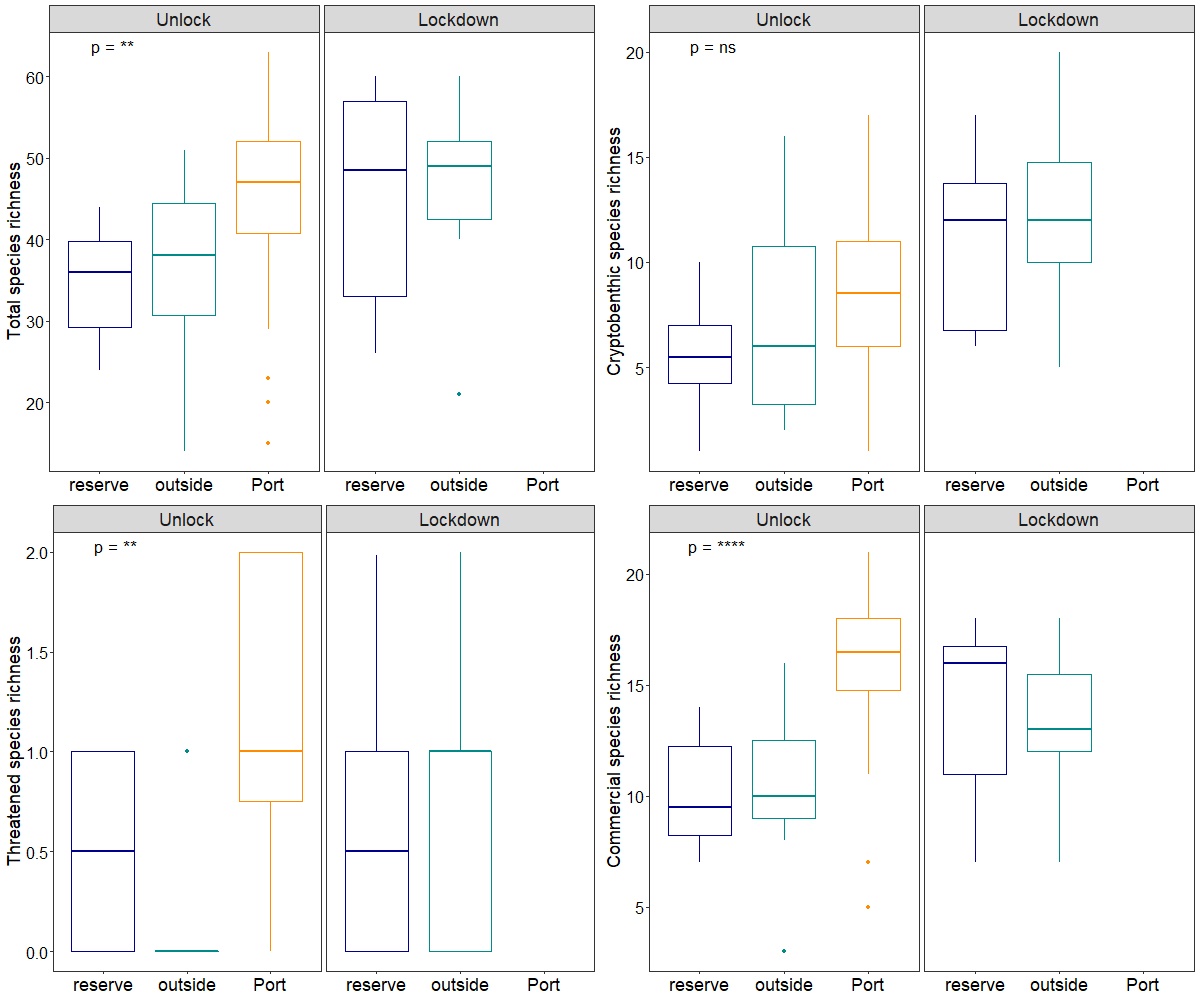 Unlock Lockdown
p = **
Total species richness
60
50
40
30
20
reserve outside Port reserve outside Port
Unlock Lockdown
p = ns
Cryptobenthic species richness
20
15
10
5
reserve outside Port reserve outside Port
Unlock Lockdown
p = **
Threatened species richness
2.0
1.5
1.0
0.5
0.0
reserve outside Port reserve outside Port
Unlock Lockdown
p = ****
Commercial species richness
20
15
10
5
reserve outside Port reserve outside Port